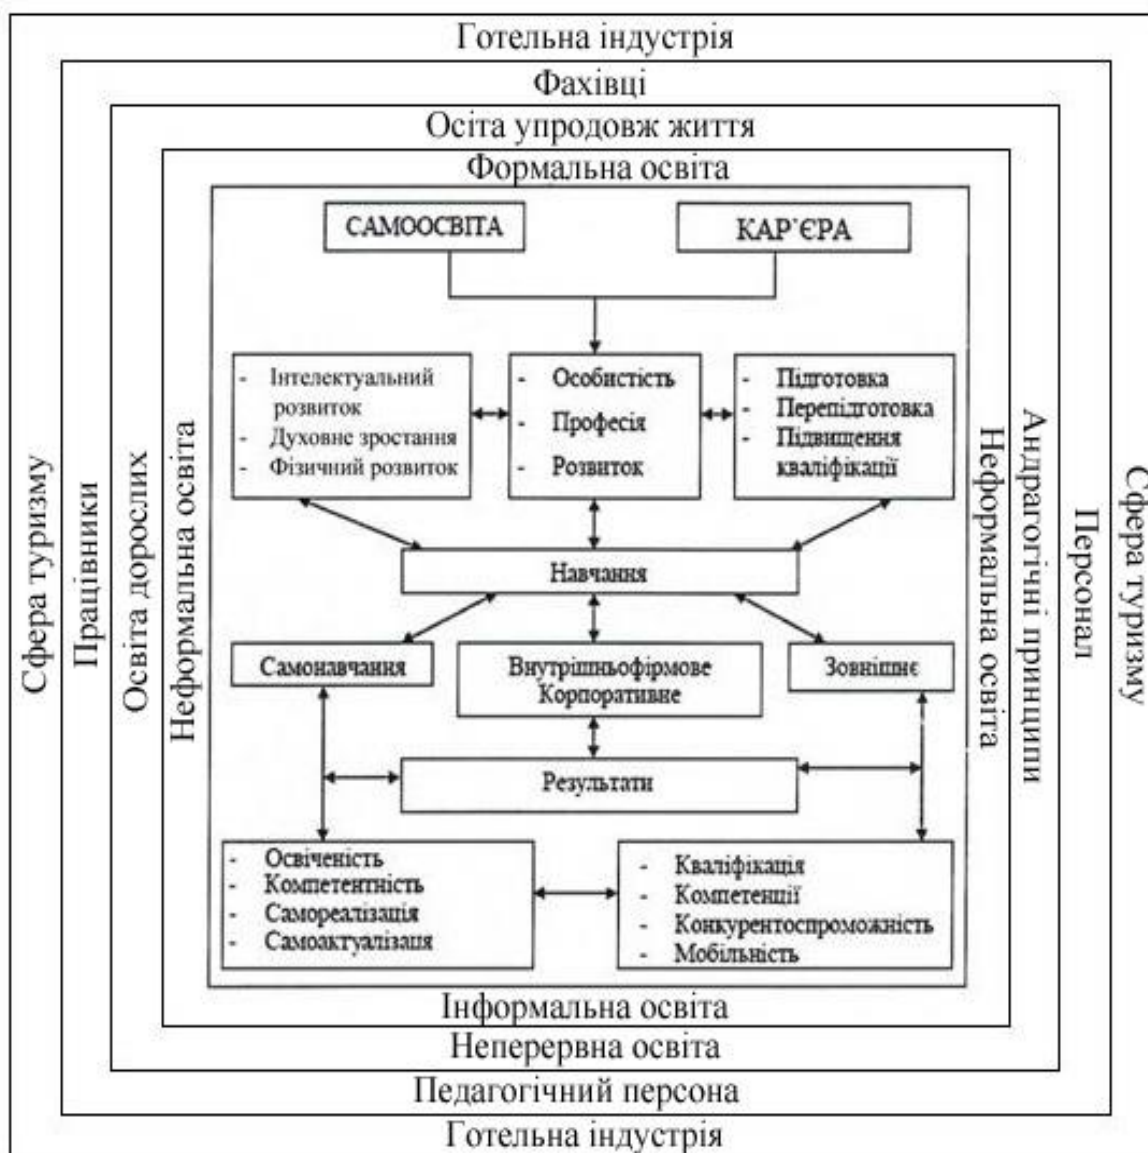 Готельна індустрія
Фахівці
Осіта упродовж життя
Формальна освіта
САМООСВІТА
КАР`ЄРА
- Інтелектуальний
розвиток
- Духовне зростання
- Фізичний розвиток
- Особистість
- Професія
- Розвиток
- Підготовка
- Перепідготовка
- Підвищення
кваліфікації
Навчання
Самонавчання
Внутрішньофірмове
Корпоративне
Зовнішнє
Результати
- Освіченість
- Компетентність
- Самореалізація
- Самоактуалізаця
- Кваліфікація
- Компетенції
- Конкурентоспроможність
- Мобільність
Інформальна освіта
Неперервна освіта
Педагогічний персона
Готельна індустрія
Сфера туризму
Працівники
Освіта дорослих
Неформальна освіта
Неформальна освіта
Андрагогічні принципи
Персонал
Сфера туризму